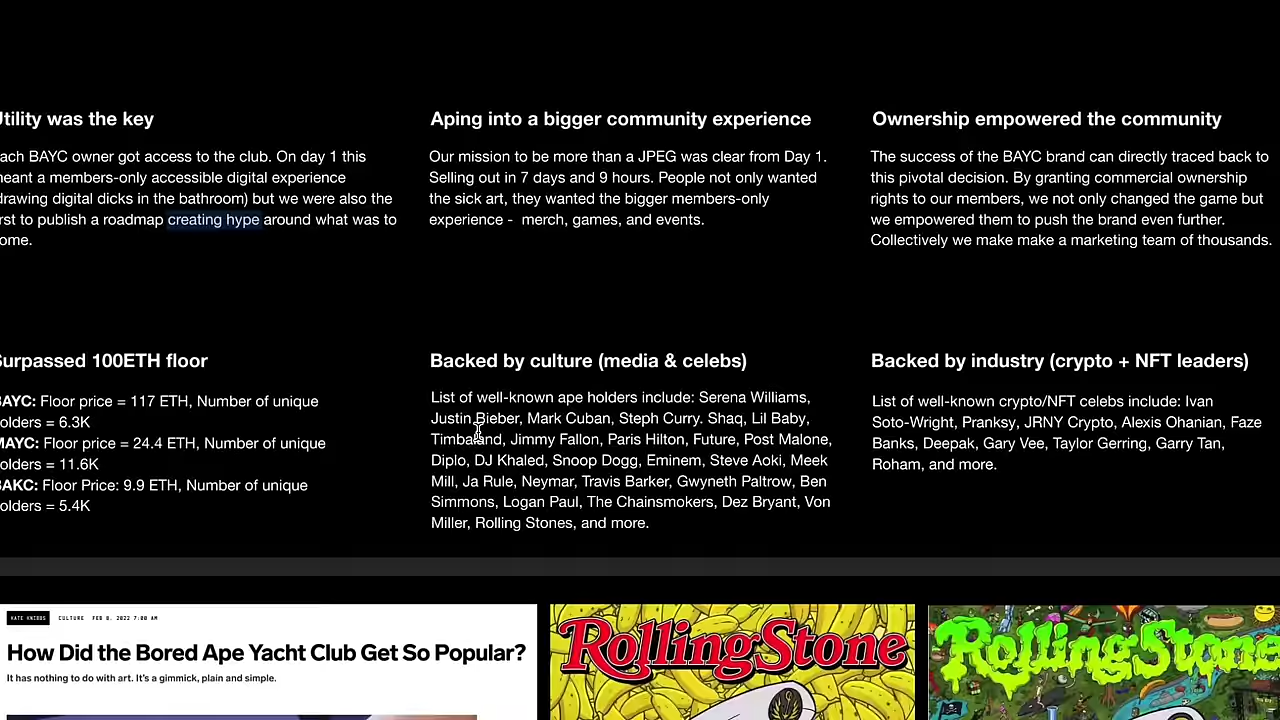 tility was the key
ach BAYC owner got access to the club. On day 1 this
neant a members-only accessible digital experience
drawing digital dicks in the bathroom) but we were also the
rst to publish a roadmap creating hype around what was to
ome.
Aping into a bigger community experience
Our mission to be more than a JPEG was clear from Day 1.
Selling out in 7 days and 9 hours. People not only wanted
the sick art, they wanted the bigger members-only
experience - merch, games, and events.
Ownership empowered the community
The success of the BAYC brand can directly traced back to
this pivotal decision. By granting commercial ownership
rights to our members, we not only changed the game but
we empowered them to push the brand even further.
Collectively we make make a marketing team of thousands.
Surpassed 100ETH floor
BAYC: Floor price = 117 ETH, Number of unique
olders = 6.3K
MAYC: Floor price = 24.4 ETH, Number of unique
olders = 11.6K
BAKC: Floor Price: 9.9 ETH, Number of unique
olders = 5.4K
Backed by culture (media & celebs)
List of well-known ape holders include: Serena Williams,
Justin Bieber, Mark Cuban, Steph Curry. Shaq, Lil Baby,
Timbaland, Jimmy Fallon, Paris Hilton, Future, Post Malone,
Diplo, DJ Khaled, Snoop Dogg, Eminem, Steve Aoki, Meek
Mill, Ja Rule, Neymar, Travis Barker, Gwyneth Paltrow, Ben
Simmons, Logan Paul, The Chainsmokers, Dez Bryant, Von
Miller, Rolling Stones, and more.
Backed by industry (crypto + NFT leaders)
List of well-known crypto/NFT celebs include: Ivan
Soto-Wright, Pranksy, JRNY Crypto, Alexis Ohanian, Faze
Banks, Deepak, Gary Vee, Taylor Gerring, Garry Tan,
Roham, and more.
KATE KNIBBS CULTURE FEB 8, 2022 7:00 AM
How Did the Bored Ape Yacht Club Get So Popular?
It has nothing to do with art. It's a gimmick, plain and simple.
RollingStone
RollingStone